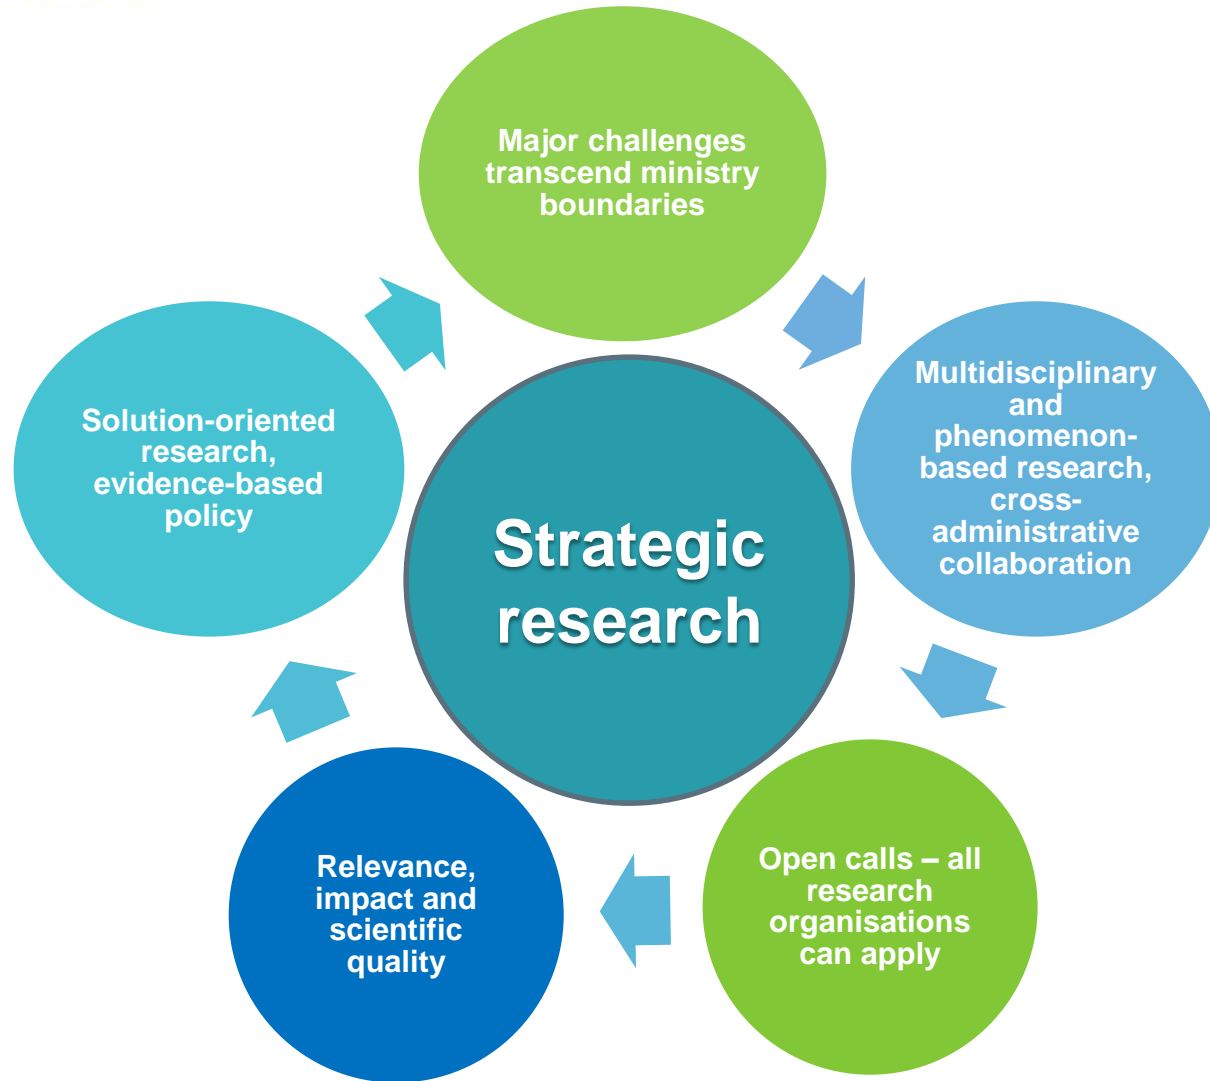 Major challenges
transcend ministry
boundaries
Multidisciplinary
and
phenomenon-
based research,
cross-
administrative
collaboration
Open calls – all
research
organisations
can apply
Relevance,
impact and
scientific
quality
Solution-oriented
research,
evidence-based
policy
Strategic
research